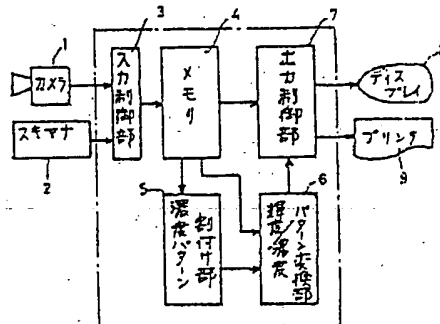 1
カメラ
スキャナ
2
3
入力制御部
4
メモリ
7
出力制御部
ディスプレイ
プリンタ
9
5
濃度パターン
割付け部
6
輝度/濃度
パターン変換部